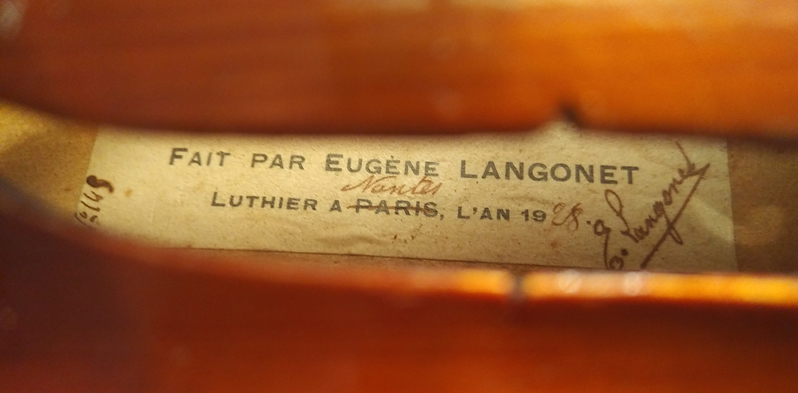 FAIT PAR EUGÈNE LANGONET
Nantes
LUTHIER A PARIS, L'AN 1928.
E. Langonet